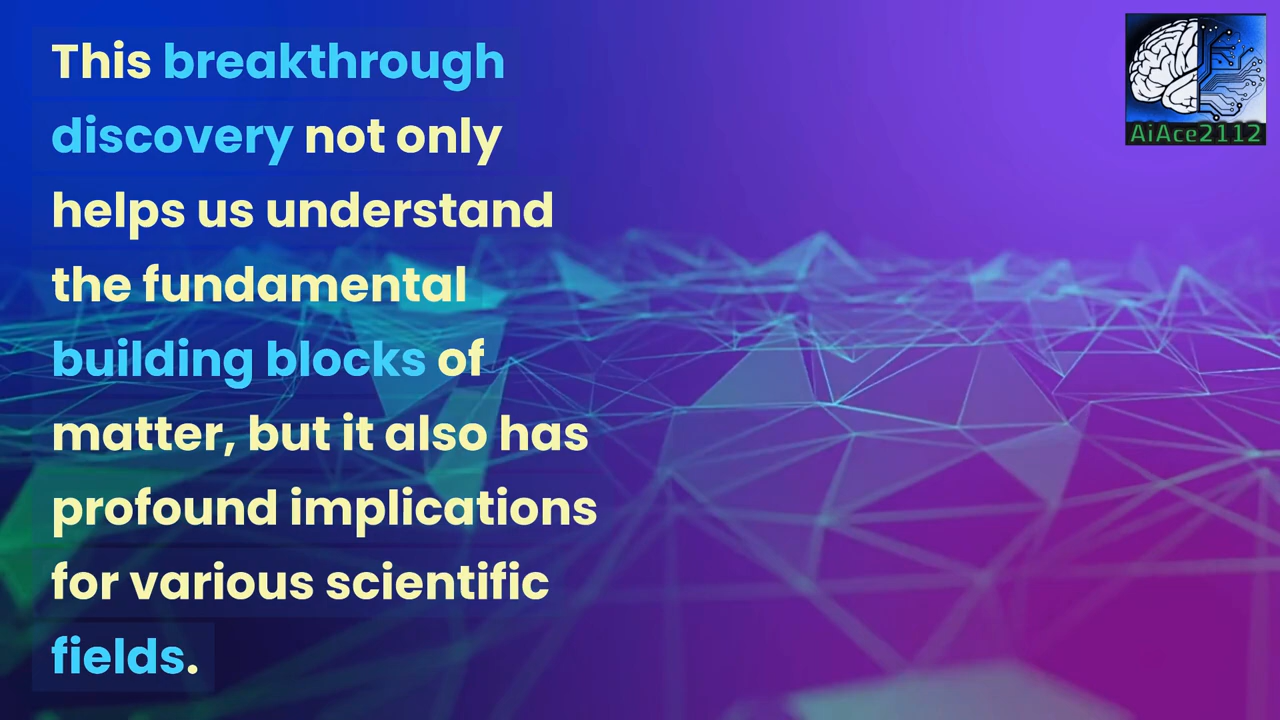 This breakthrough
discovery not only
helps us understand
the fundamental
building blocks of
matter, but it also has
profound implications
for various scientific
fields.
AiAce2112